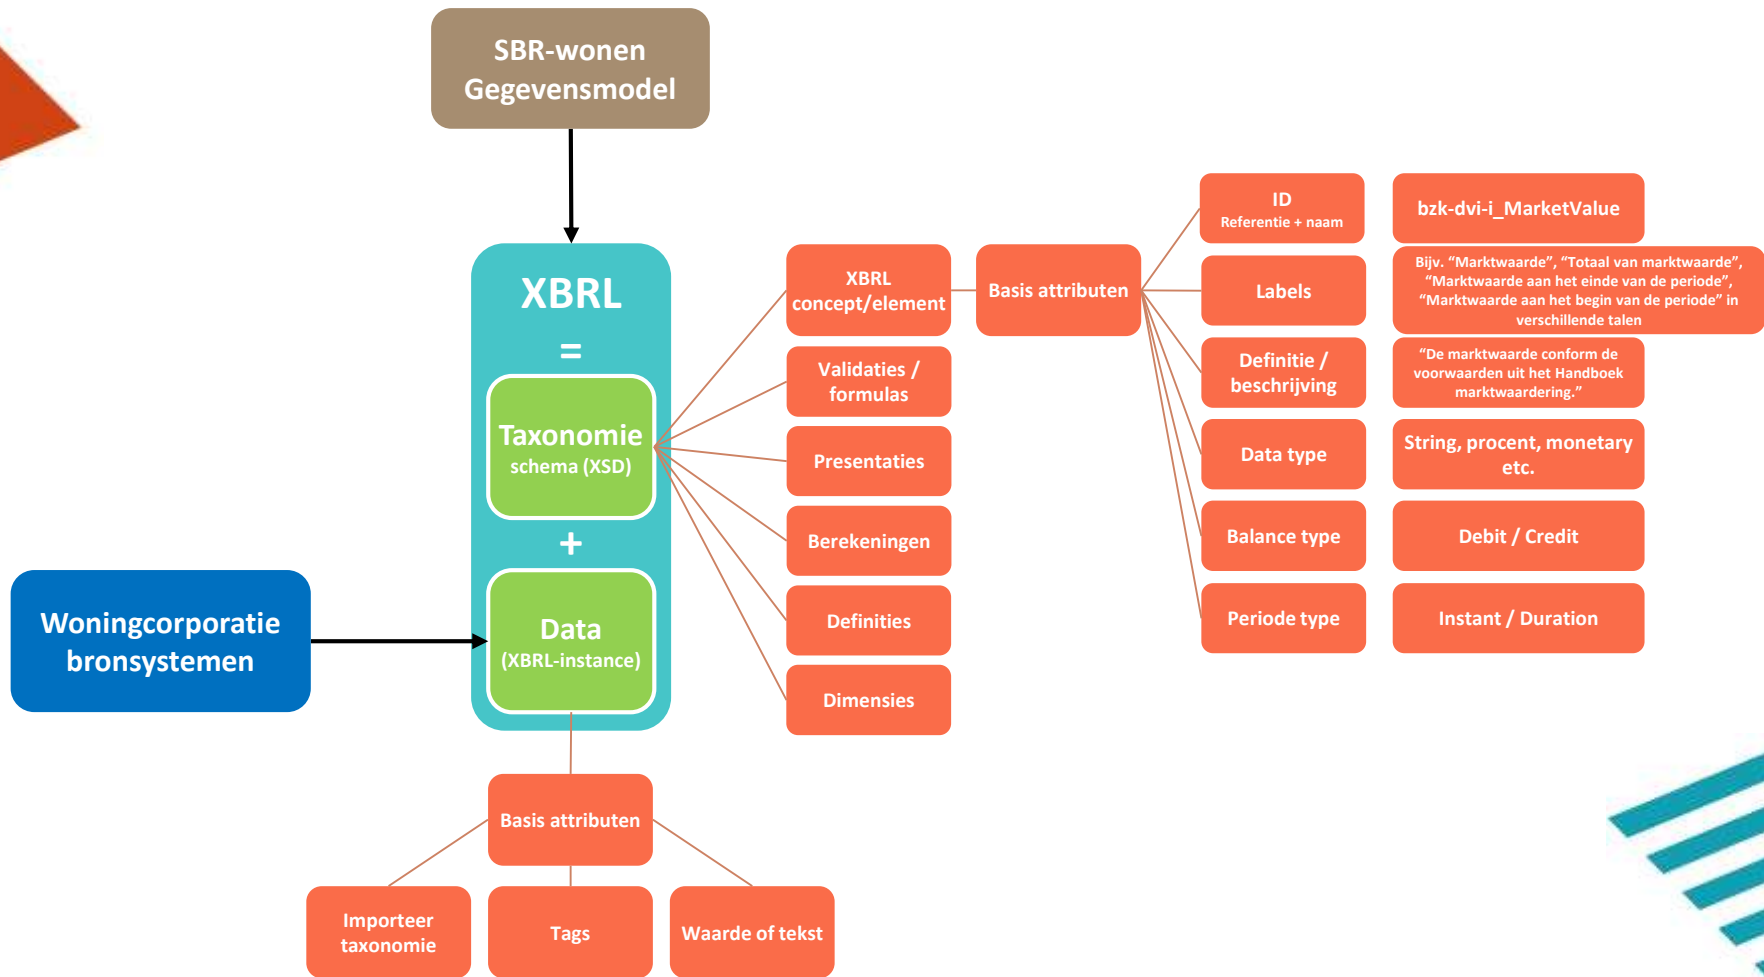 SBR-wonen
Gegevensmodel
XBRL
=
Taxonomie
schema (XSD)
+
Data
(XBRL-instance)
Woningcorporatie
bronsystemen
XBRL
concept/element
Validaties /
formulas
Presentaties
Berekeningen
Definities
Dimensies
Basis attributen
ID
Referentie + naam
bzk-dvi-i_MarketValue
Labels
Bijv. “Marktwaarde”, “Totaal van marktwaarde”,
“Marktwaarde aan het einde van de periode”,
“Marktwaarde aan het begin van de periode” in
verschillende talen
Definitie /
beschrijving
“De marktwaarde conform de
voorwaarden uit het Handboek
marktwaardering.”
Data type
String, procent, monetary
etc.
Balance type
Debit / Credit
Periode type
Instant / Duration
Basis attributen
Importeer
taxonomie
Tags
Waarde of tekst